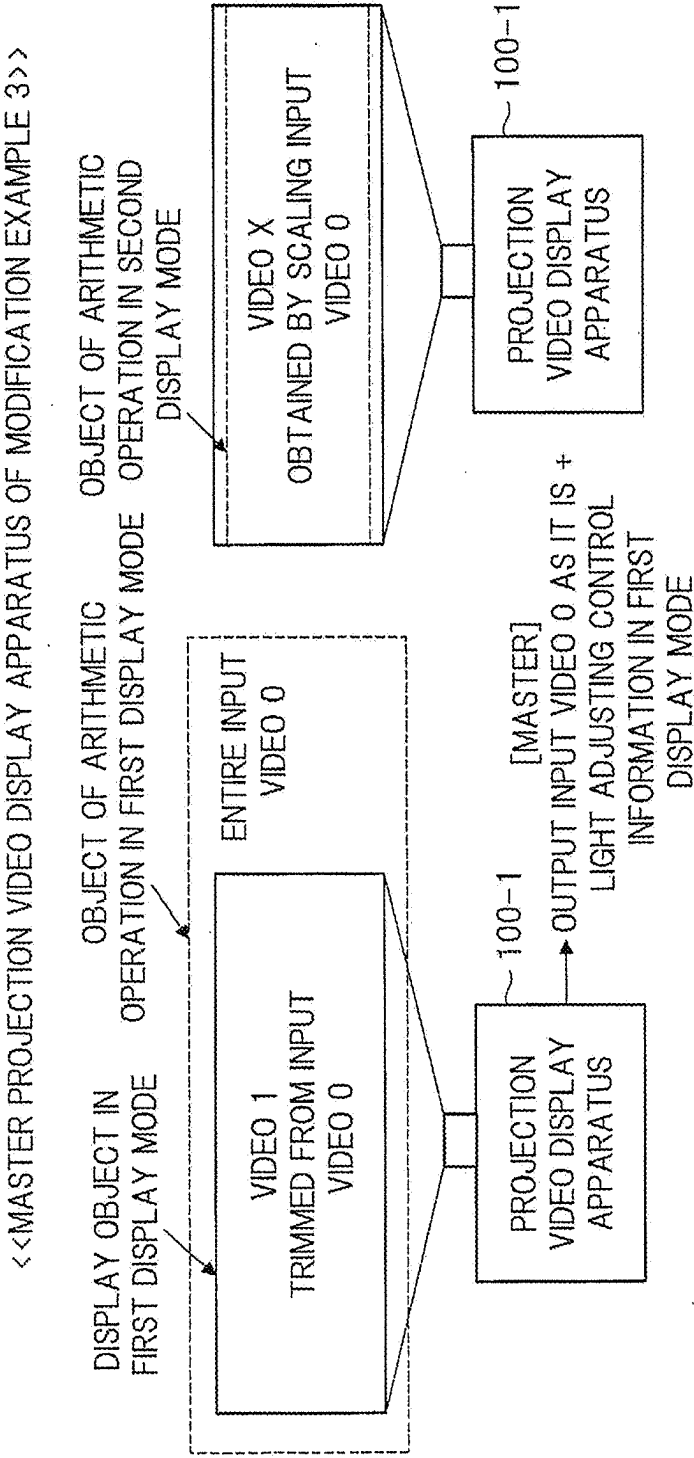 <<MASTER PROJECTION VIDEO DISPLAY APPARATUS OF MODIFICATION EXAMPLE 3>>
DISPLAY OBJECT IN
FIRST DISPLAY MODE
OBJECT OF ARITHMETIC
OPERATION IN FIRST DISPLAY MODE
ENTIRE INPUT
VIDEO 0
VIDEO 1
TRIMMED FROM INPUT
VIDEO 0
100-1
PROJECTION
VIDEO DISPLAY
APPARATUS
[MASTER]
OUTPUT INPUT VIDEO 0 AS IT IS +
LIGHT ADJUSTING CONTROL
INFORMATION IN FIRST
DISPLAY MODE
OBJECT OF ARITHMETIC
OPERATION IN SECOND
DISPLAY MODE
VIDEO X
OBTAINED BY SCALING INPUT
VIDEO 0
100-1
PROJECTION
VIDEO DISPLAY
APPARATUS